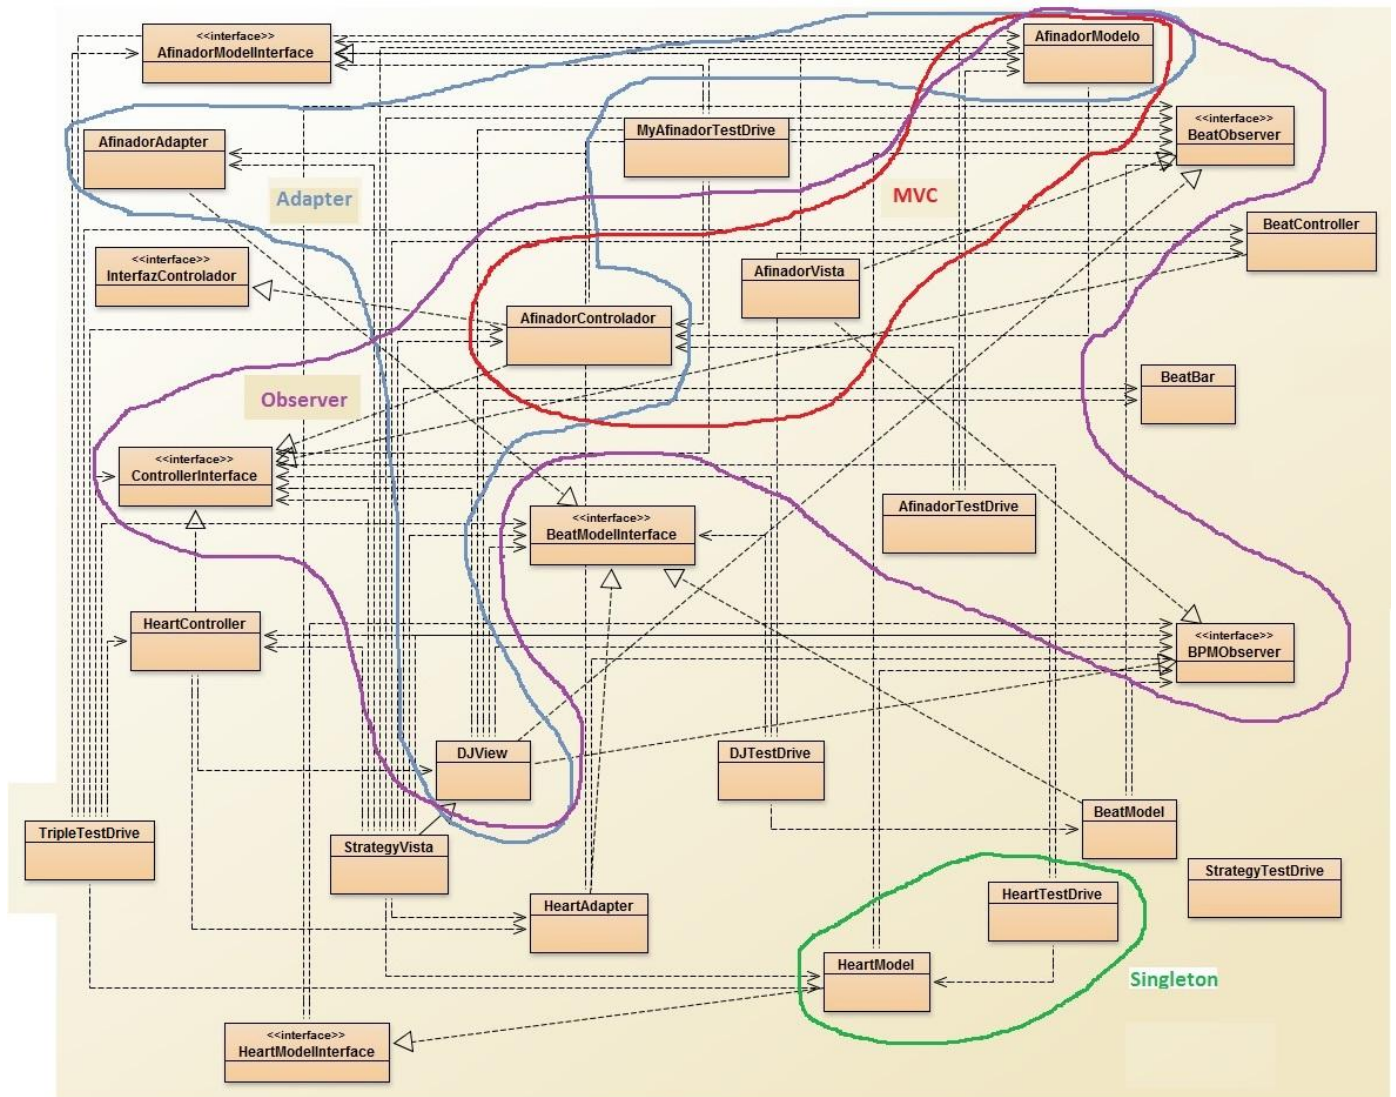 <<interface>>
AfinadorModelInterface
AfinadorModelo
<<interface>>
BeatObserver
MyAfinadorTestDrive
AfinadorAdapter
Adapter
MVC
BeatController
<<interface>>
InterfazControlador
AfinadorVista
AfinadorControlador
BeatBar
Observer
<<interface>>
ControllerInterface
AfinadorTestDrive
<<interface>>
BeatModelInterface
HeartController
<<interface>>
BPMObserver
DJView
DJTestDrive
BeatModel
TripleTestDrive
StrategyVista
StrategyTestDrive
HeartAdapter
HeartTestDrive
HeartModel
Singleton
<<interface>>
HeartModelInterface